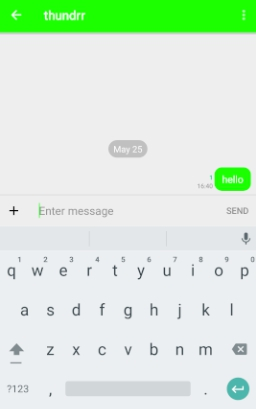 thundrr
May 25
hello
1
16:40
Enter message
SEND
1 2 3 4 5 6 7 8 9 0
q w e r t y u i o p
a s d f g h j k l
z x c v b n m
?123 , .